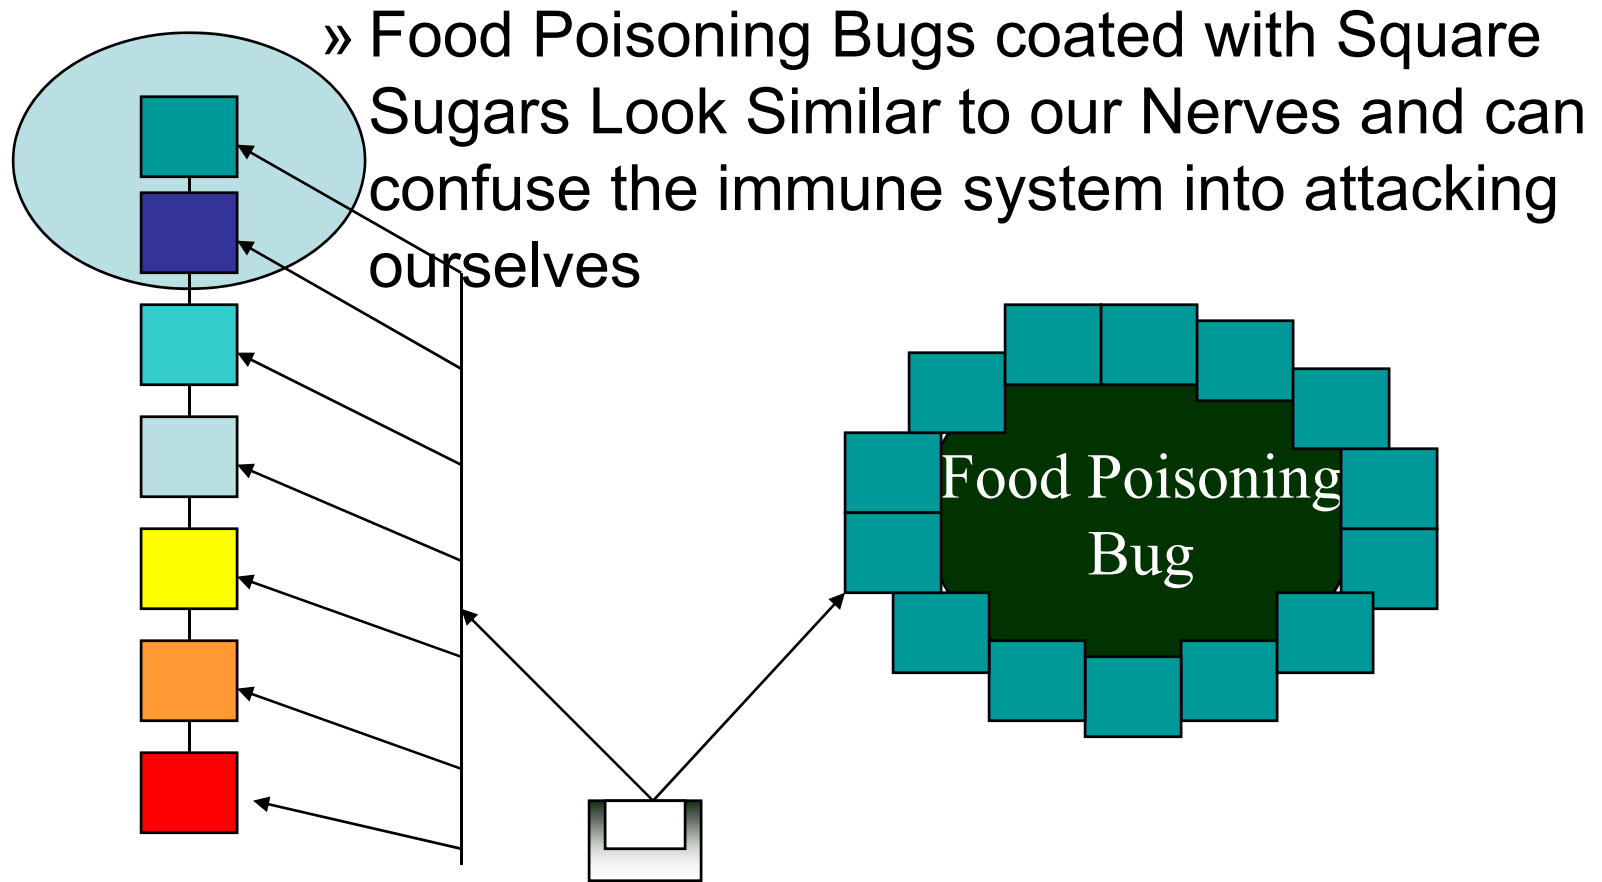 » Food Poisoning Bugs coated with Square
Sugars Look Similar to our Nerves and can
confuse the immune system into attacking
ourselves
Food Poisoning
Bug